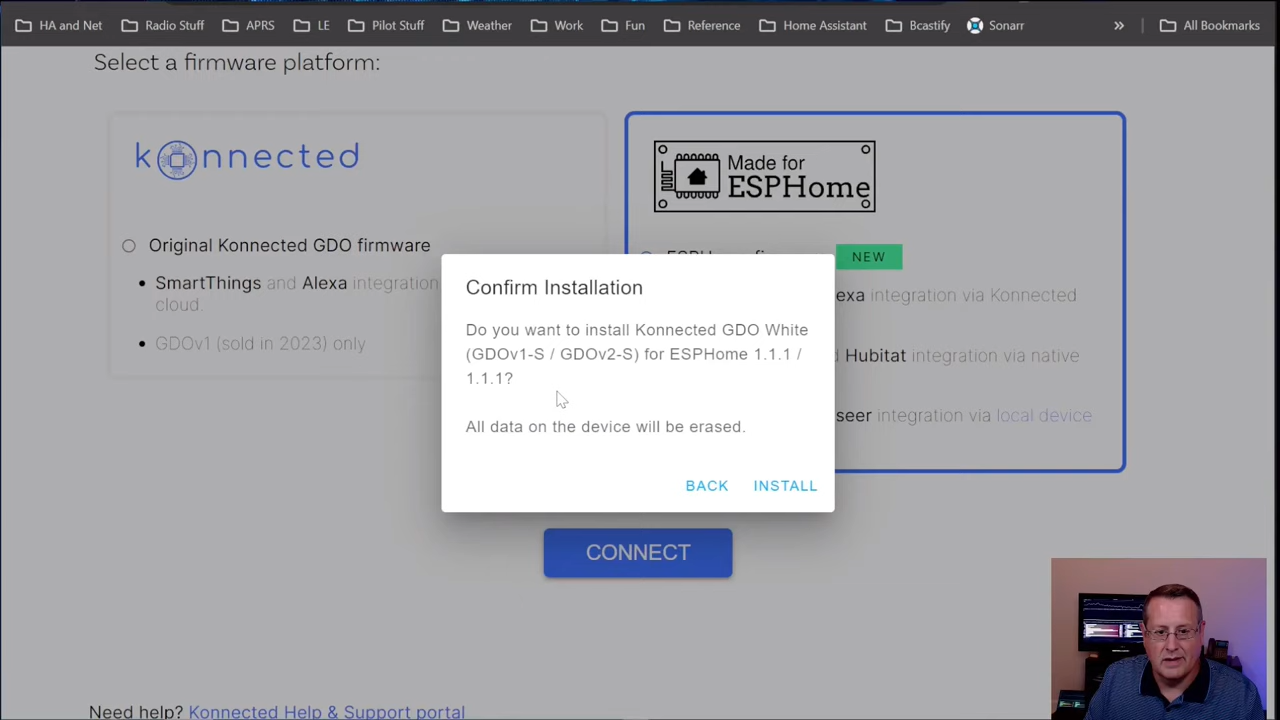 HA and Net Radio Stuff APRS LE Pilot Stuff Weather Work Fun Reference Home Assistant Bcastify Sonarr » All Bookmarks
Select a firmware platform:
konnected
Original Konnected GDO firmware
SmartThings and Alexa integration
cloud.
GDOv1 (sold in 2023) only
Made for
ESPHome
NEW
exa integration via Konnected
Hubitat integration via native
seer integration via local device
Confirm Installation
Do you want to install Konnected GDO White
(GDOv1-S / GDOv2-S) for ESPHome 1.1.1 /
1.1.1?
All data on the device will be erased.
BACK INSTALL
CONNECT
Need help? Konnected Help & Support portal